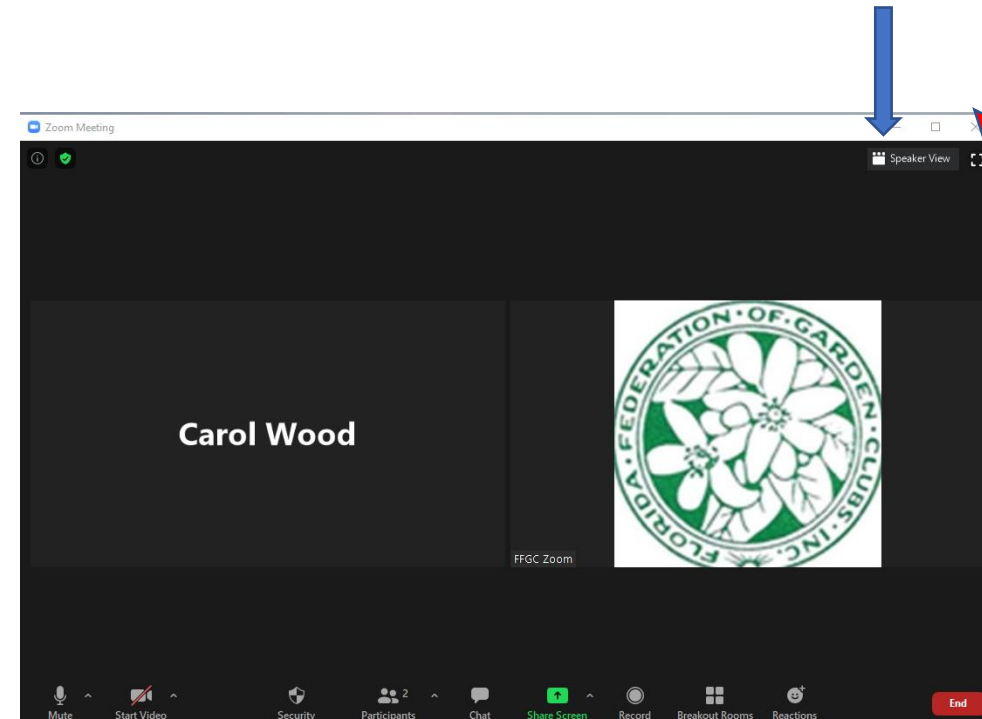 Zoom Meeting
Speaker View
Carol Wood
FLORIDA · FEDERATION · OF · GARDEN · CLUBS, INC.
FFGC Zoom
2
Mute
Start Video
Security
Participants
Chat
Share Screen
Record
Breakout Rooms
Reactions
End